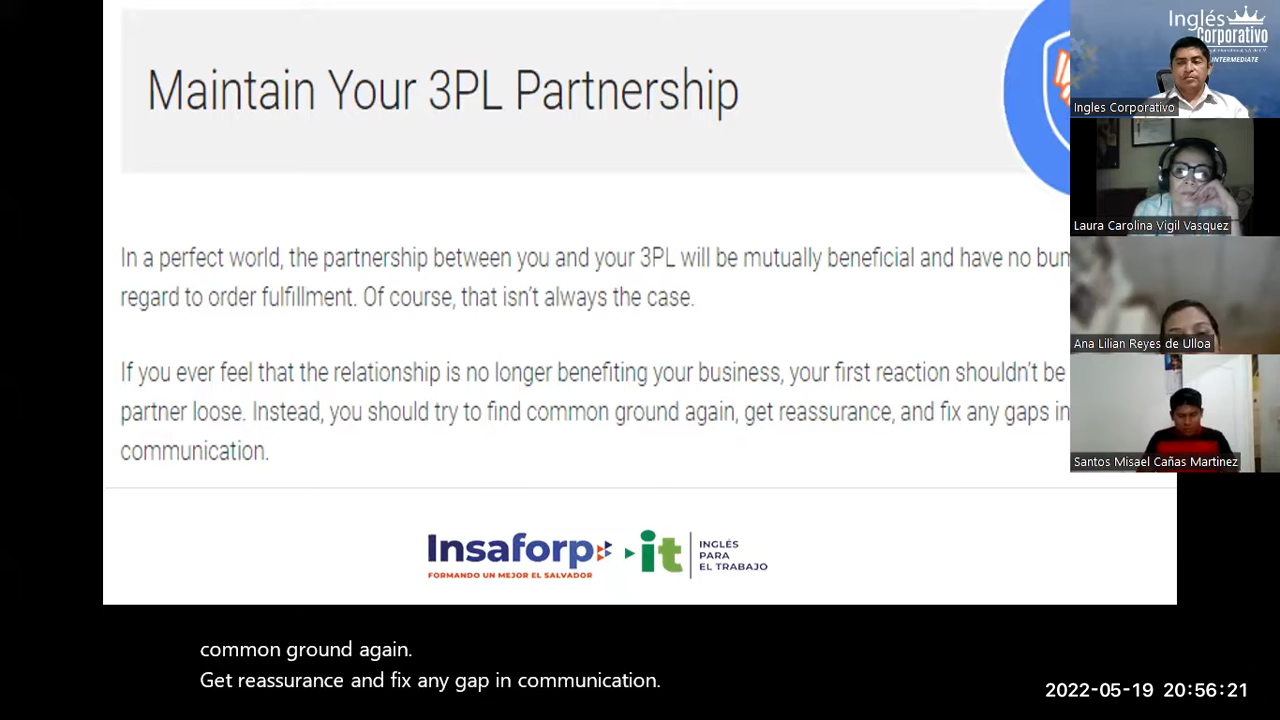 Maintain Your 3PL Partnership
In a perfect world, the partnership between you and your 3PL will be mutually beneficial and have no
regard to order fulfillment. Of course, that isn't always the case.
If you ever feel that the relationship is no longer benefiting your business, your first reaction shouldn't be
partner loose. Instead, you should try to find common ground again, get reassurance, and fix any gaps in
communication.
Insaforp
FORMANDO UN MEJOR EL SALVADOR
it
INGLÉS
PARA
EL TRABAJO
common ground again.
Get reassurance and fix any gap in communication.
Inglés
Corporativo
INTERMEDIATE
Ingles Corporativo
Laura Carolina Vigil Vasquez
Ana Lilian Reyes de Ulloa
Santos Misael Cañas Martinez
2022-05-19 20:56:21